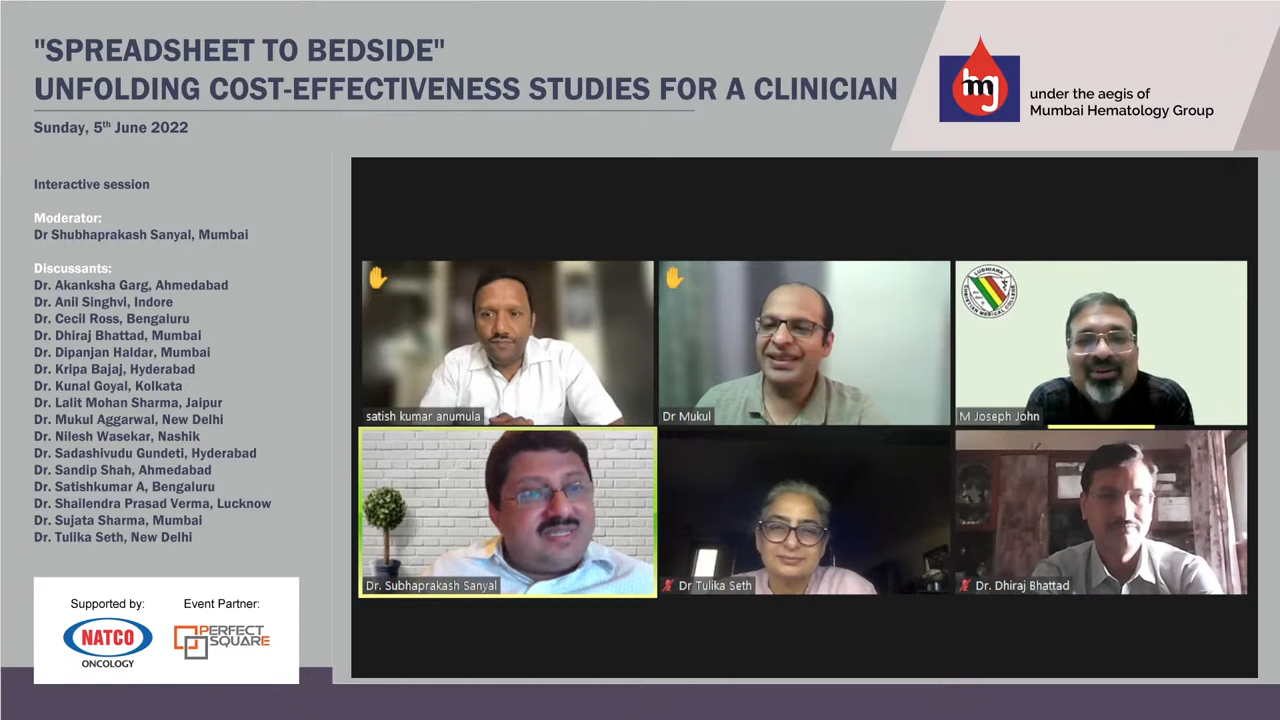 "SPREADSHEET TO BEDSIDE"
UNFOLDING COST-EFFECTIVENESS STUDIES FOR A CLINICIAN
Sunday, 5th June 2022
mg
under the aegis of
Mumbai Hematology Group
Interactive session
Moderator:
Dr Shubhaprakash Sanyal, Mumbai
Discussants:
Dr. Akanksha Garg, Ahmedabad
Dr. Anil Singhvi, Indore
Dr. Cecil Ross, Bengaluru
Dr. Dhiraj Bhattad, Mumbai
Dr. Dipanjan Haldar, Mumbai
Dr. Kripa Bajaj, Hyderabad
Dr. Kunal Goyal, Kolkata
Dr. Lalit Mohan Sharma, Jaipur
Dr. Mukul Aggarwal, New Delhi
Dr. Nilesh Wasekar, Nashik
Dr. Sadashivudu Gundeti, Hyderabad
Dr. Sandip Shah, Ahmedabad
Dr. Satishkumar A, Bengaluru
Dr. Shailendra Prasad Verma, Lucknow
Dr. Sujata Sharma, Mumbai
Dr. Tulika Seth, New Delhi
Supported by:
NATCO
ONCOLOGY
Event Partner:
PERFECT
SQUARE
LUDHIANA
CHRISTIAN MEDICAL COLLEGE
satish kumar anumula
Dr Mukul
M Joseph John
Dr. Subhaprakash Sanyal
Dr Tulika Seth
Dr. Dhiraj Bhattad